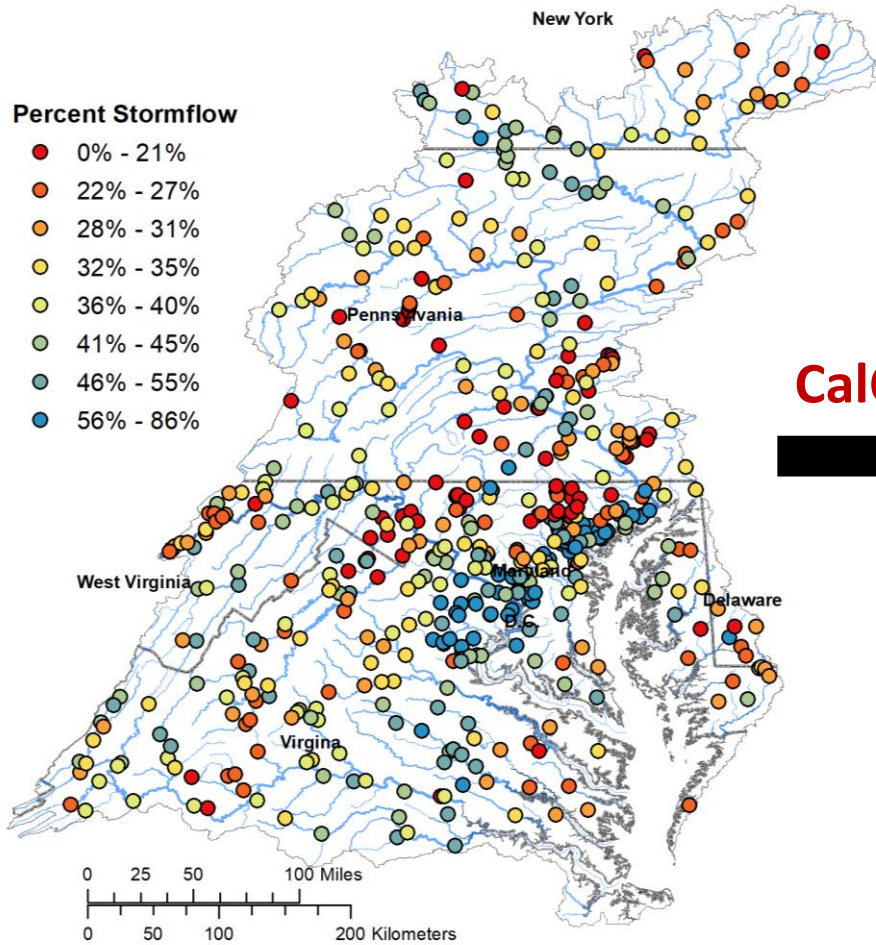 New York
Percent Stormflow
0% - 21%
22% - 27%
28% - 31%
32% - 35%
36% - 40%
41% - 45%
46% - 55%
56% - 86%
Pennsylvania
West Virginia
Maryland
Delaware
D.C.
Virgina
0 25 50 100 Miles
0 50 100 200 Kilometers